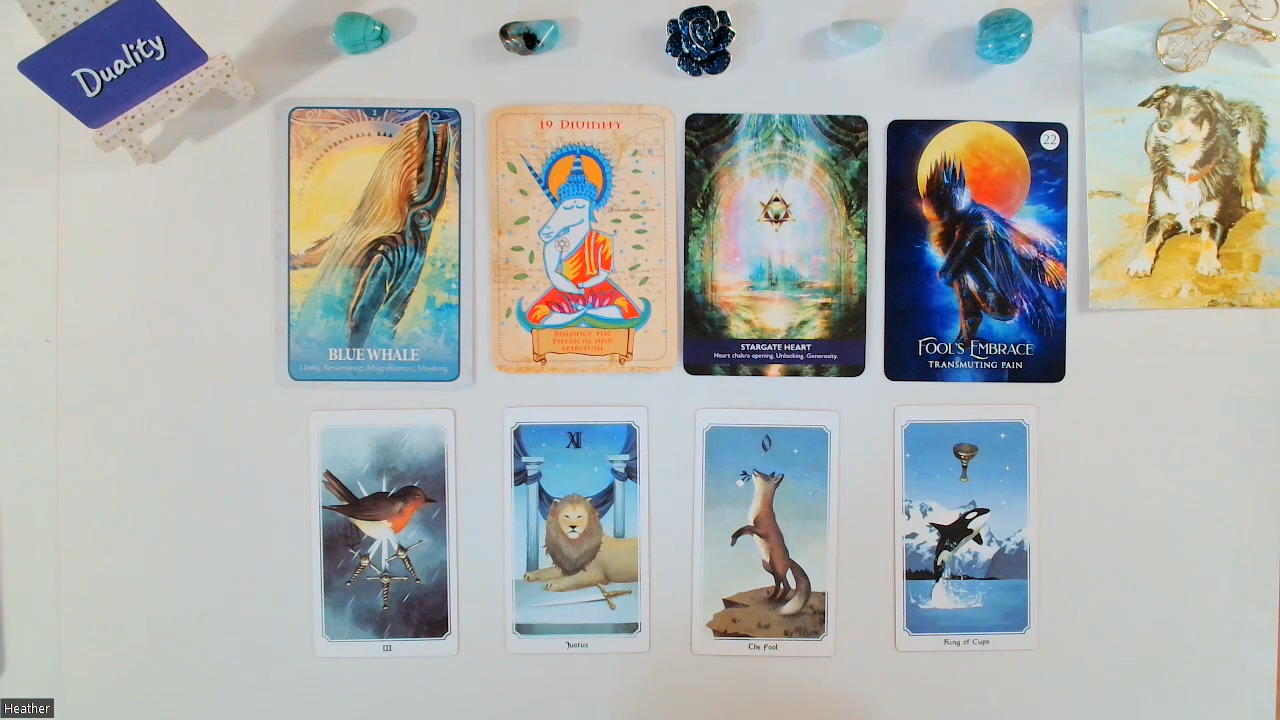 Duality
2
BLUE WHALE
Unity, Resonance, Magnificence, Mastery
19. DIVINITY
BALANCE THE
PHYSICAL AND
SPIRITUAL
STARGATE HEART
Heart chakra opening. Unlocking. Generosity.
22
FOOL'S EMBRACE
TRANSMUTING PAIN
III
XI
Justice
0
The Fool
King of Cups
Heather